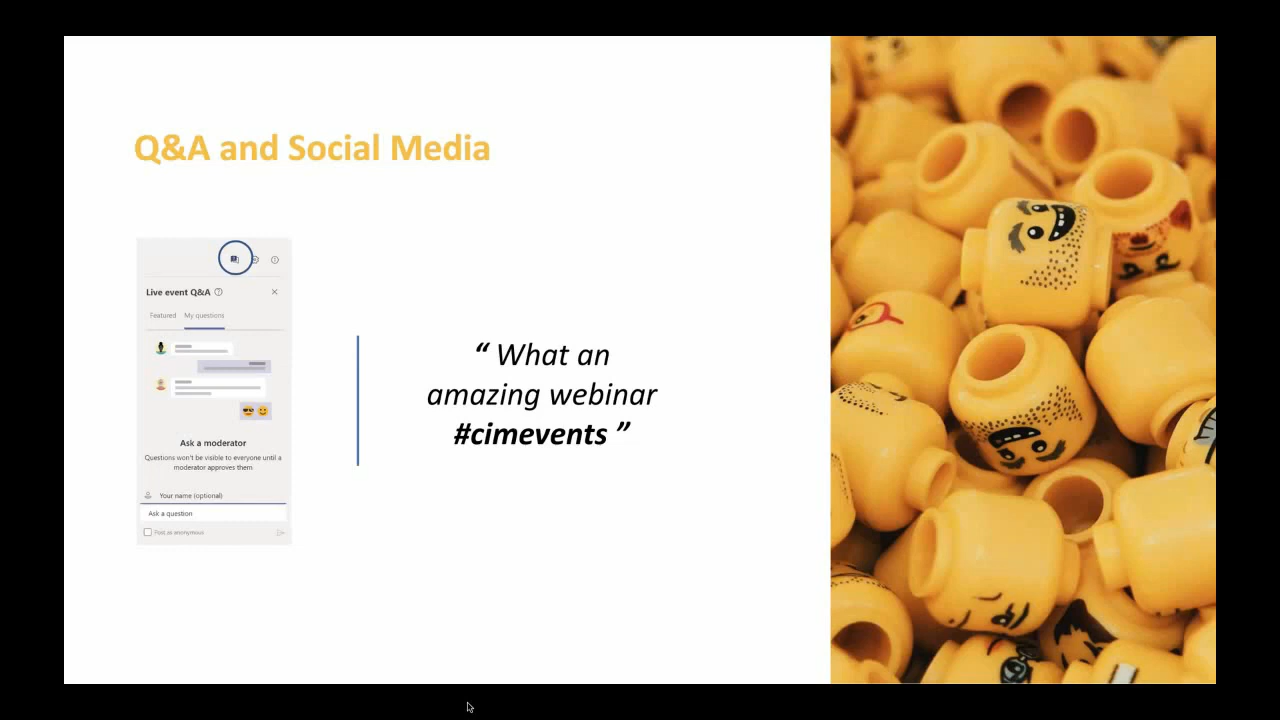 Q&A and Social Media
Live event Q&A
Featured My questions
Ask a moderator
Questions won't be visible to everyone until a
moderator approves them
Your name (optional)
Ask a question
Post as anonymous
“ What an
amazing webinar
#cimevents ”